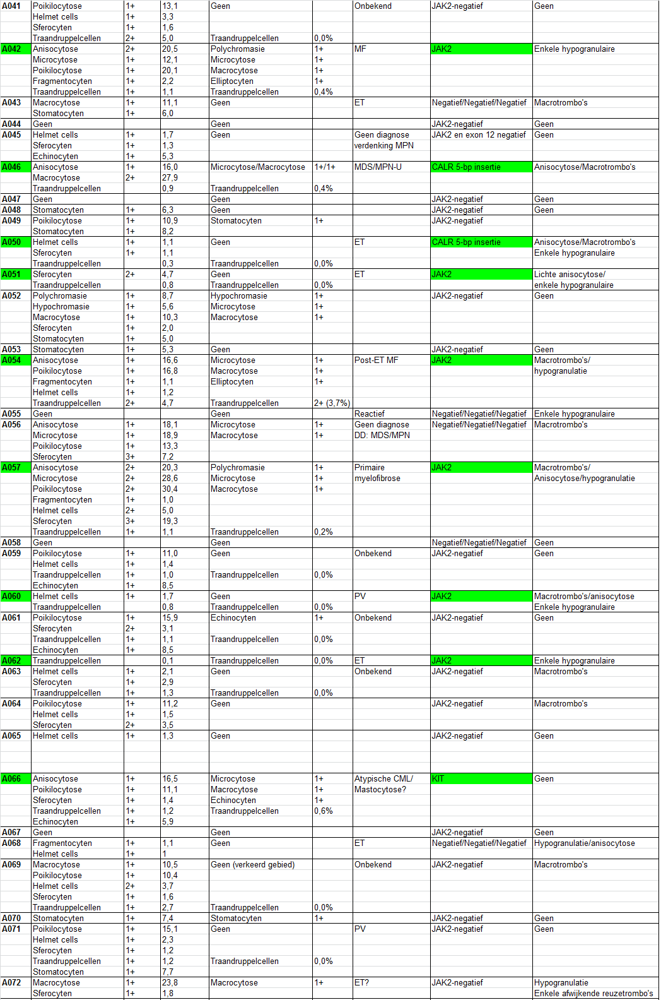 A041 Poikilocytose 1+ 13,1 Geen Onbekend JAK2-negatief Geen
Helmet cells 1+ 3,3
Sferocyten 1+ 1,6
Traandruppelcellen 2+ 5,0 Traandruppelcellen 0,0%
A042 Anisocytose 2+ 20,5 Polychromasie 1+ MF JAK2 Enkele hypogranulaire
Microcytose 1+ 12,1 Microcytose 1+
Poikilocytose 1+ 20,1 Macrocytose 1+
Fragmentocyten 1+ 2,2 Elliptocyten 1+
Traandruppelcellen 1+ 1,1 Traandruppelcellen 0,4%
A043 Macrocytose 1+ 11,1 Geen ET Negatief/Negatief/Negatief Macrotrombo's
Stomatocyten 1+ 6,0
A044 Geen Geen JAK2-negatief Geen
A045 Helmet cells 1+ 1,7 Geen Geen diagnose JAK2 en exon 12 negatief Geen
Sferocyten 1+ 1,3 verdenking MPN
Echinocyten 1+ 5,3
A046 Anisocytose 1+ 16,0 Microcytose/Macrocytose 1+/1+ MDS/MPN-U CALR 5-bp insertie Anisocytose/Macrotrombo's
Macrocytose 2+ 27,9
Traandruppelcellen 0,9 Traandruppelcellen 0,4%
A047 Geen Geen JAK2-negatief Geen
A048 Stomatocyten 1+ 6,3 Geen JAK2-negatief Geen
A049 Poikilocytose 1+ 10,9 Stomatocyten 1+ JAK2-negatief
Stomatocyten 1+ 8,2
A050 Helmet cells 1+ 1,1 Geen ET CALR 5-bp insertie Anisocytose/Macrotrombo's
Sferocyten 1+ 1,1 Enkele hypogranulaire
Traandruppelcellen 0,3 Traandruppelcellen 0,0%
A051 Sferocyten 2+ 4,7 Geen ET JAK2 Lichte anisocytose/
Traandruppelcellen 0,8 Traandruppelcellen 0,0% enkele hypogranulaire
A052 Polychromasie 1+ 8,7 Hypochromasie 1+ JAK2-negatief Geen
Hypochromasie 1+ 5,6 Microcytose 1+
Macrocytose 1+ 10,3 Macrocytose 1+
Sferocyten 1+ 2,0
Stomatocyten 1+ 5,0
A053 Stomatocyten 1+ 5,3 Geen JAK2-negatief Geen
A054 Anisocytose 1+ 16,6 Microcytose 1+ Post-ET MF JAK2 Macrotrombo's/
Poikilocytose 1+ 16,8 Macrocytose 1+ hypogranulatie
Fragmentocyten 1+ 1,1 Elliptocyten 1+
Helmet cells 1+ 1,2
Traandruppelcellen 2+ 4,7 Traandruppelcellen 2+ (3,7%)
A055 Geen Geen Reactief Negatief/Negatief/Negatief Enkele hypogranulaire
A056 Anisocytose 1+ 18,1 Microcytose 1+ Geen diagnose Negatief/Negatief/Negatief Macrotrombo's
Microcytose 1+ 18,9 Macrocytose 1+ DD: MDS/MPN
Poikilocytose 1+ 13,3
Sferocyten 3+ 7,2
A057 Anisocytose 2+ 20,3 Polychromasie 1+ Primaire JAK2 Macrotrombo's/
Microcytose 2+ 28,6 Microcytose 1+ myelofibrose Anisocytose/hypogranulatie
Poikilocytose 2+ 30,4 Macrocytose 1+
Fragmentocyten 1+ 1,0
Helmet cells 2+ 5,0
Sferocyten 3+ 19,3
Traandruppelcellen 1+ 1,1 Traandruppelcellen 0,2%
A058 Geen Geen Negatief/Negatief/Negatief Geen
A059 Poikilocytose 1+ 11,0 Geen Onbekend JAK2-negatief Geen
Helmet cells 1+ 1,4
Traandruppelcellen 1+ 1,0 Traandruppelcellen 0,0%
Echinocyten 1+ 8,5
A060 Helmet cells 1+ 1,7 Geen PV JAK2 Macrotrombo's/anisocytose
Traandruppelcellen 0,8 Traandruppelcellen 0,0% Enkele hypogranulaire
A061 Poikilocytose 1+ 15,9 Echinocyten 1+ Onbekend JAK2-negatief Geen
Sferocyten 2+ 3,1
Traandruppelcellen 1+ 1,1 Traandruppelcellen 0,0%
Echinocyten 1+ 8,5
A062 Traandruppelcellen 0,1 Traandruppelcellen 0,0% ET JAK2 Enkele hypogranulaire
A063 Helmet cells 1+ 2,1 Geen Onbekend JAK2-negatief Macrotrombo's
Sferocyten 1+ 2,9
Traandruppelcellen 1+ 1,3 Traandruppelcellen 0,0%
A064 Poikilocytose 1+ 11,2 Geen JAK2-negatief Macrotrombo's
Helmet cells 1+ 1,5
Sferocyten 2+ 3,5
A065 Helmet cells 1+ 1,3 Geen JAK2-negatief Geen
A066 Anisocytose 1+ 16,5 Microcytose 1+ Atypische CML/ KIT Geen
Poikilocytose 1+ 11,1 Macrocytose 1+ Mastocytose?
Sferocyten 1+ 1,4 Echinocyten 1+
Traandruppelcellen 1+ 1,2 Traandruppelcellen 0,6%
Echinocyten 1+ 5,9
A067 Geen Geen JAK2-negatief Geen
A068 Fragmentocyten 1+ 1,1 Geen ET Negatief/Negatief/Negatief Hypogranulatie/anisocytose
Helmet cells 1+ 1
A069 Macrocytose 1+ 10,5 Geen (verkeerd gebied) Onbekend JAK2-negatief Macrotrombo's
Poikilocytose 1+ 10,4
Helmet cells 2+ 3,7
Sferocyten 1+ 1,6
Traandruppelcellen 1+ 2,7 Traandruppelcellen 0,0%
A070 Stomatocyten 1+ 7,4 Stomatocyten 1+ JAK2-negatief Geen
A071 Poikilocytose 1+ 15,1 Geen PV JAK2-negatief Geen
Helmet cells 1+ 2,3
Sferocyten 1+ 1,2
Traandruppelcellen 1+ 1,2 Traandruppelcellen 0,0%
Stomatocyten 1+ 7,7
A072 Macrocytose 1+ 23,8 Macrocytose 1+ ET? JAK2-negatief Hypogranulatie
Sferocyten 1+ 1,8 Enkele afwijkende reuzetrombo's